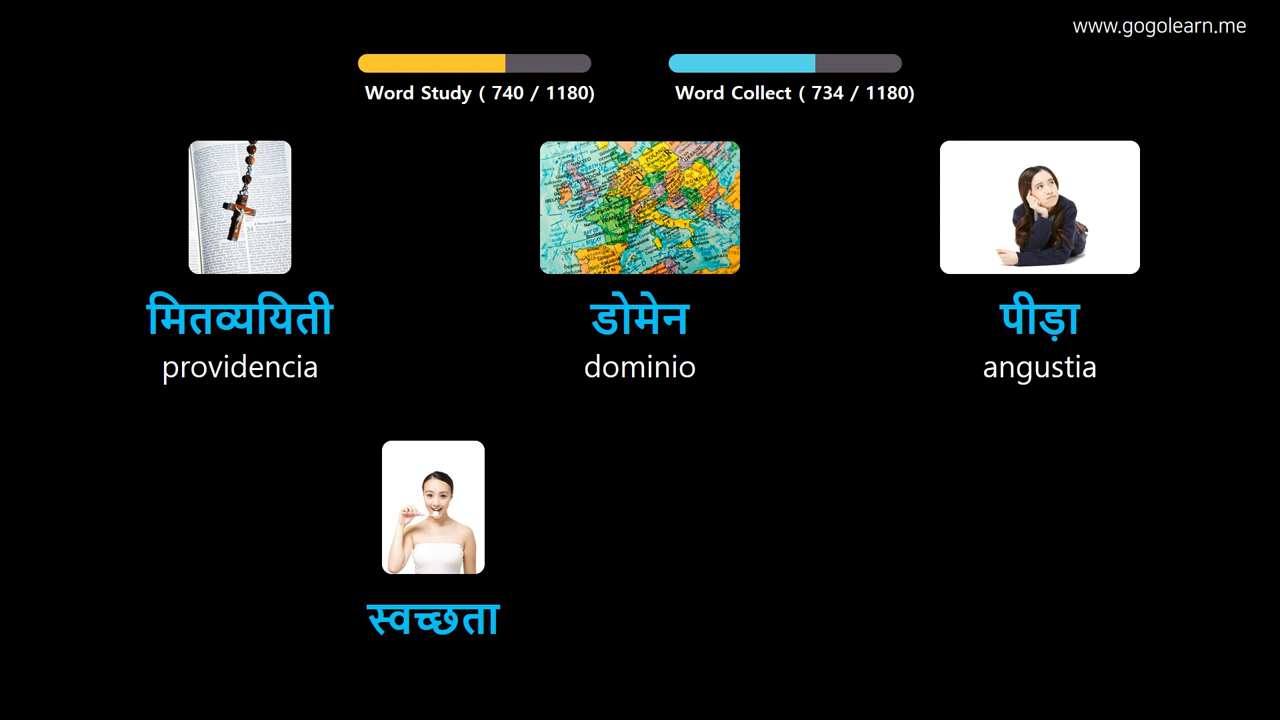 www.gogolearn.me
Word Study ( 740 / 1180)
Word Collect ( 734 / 1180)
मितव्ययिती
providencia
डोमेन
dominio
पीड़ा
angustia
स्वच्छता